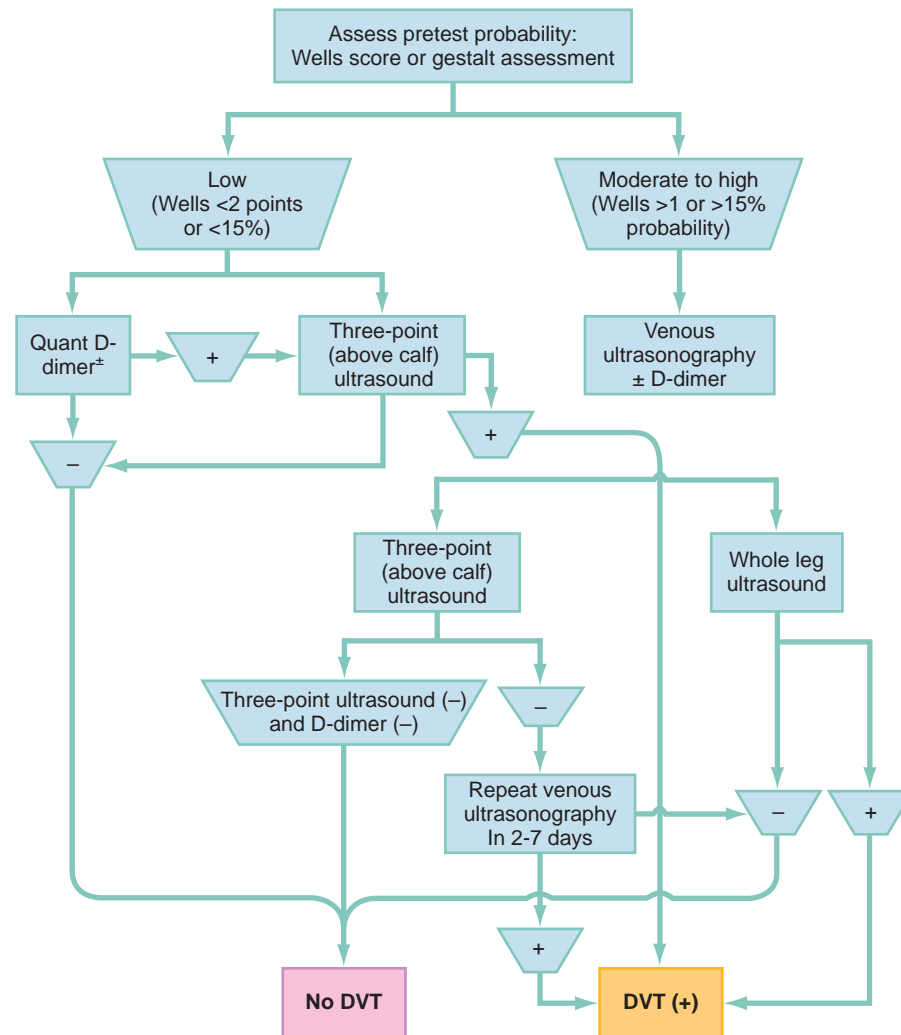 Assess pretest probability:
Wells score or gestalt assessment
Low
(Wells <2 points
or <15%)
Moderate to high
(Wells >1 or >15%
probability)
Quant D-
dimer±
+
Three-point
(above calf)
ultrasound
Venous
ultrasonography
± D-dimer
+
–
Three-point
(above calf)
ultrasound
Whole leg
ultrasound
Three-point ultrasound (–)
and D-dimer (–)
–
Repeat venous
ultrasonography
In 2-7 days
–
+
+
No DVT
DVT (+)